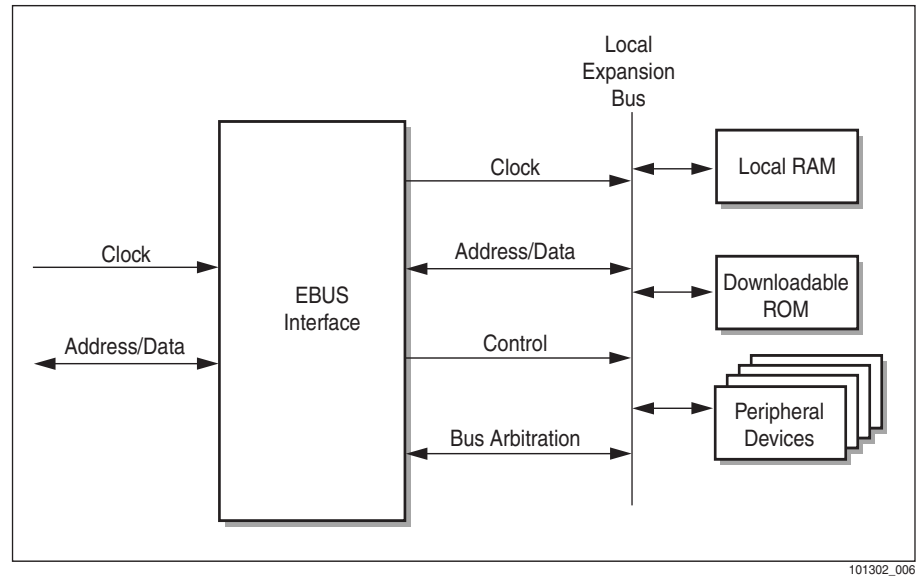 Local
Expansion
Bus
Clock
Local RAM
Clock
Address/Data
EBUS
Interface
Downloadable
ROM
Address/Data
Control
Peripheral
Devices
Bus Arbitration
101302_006